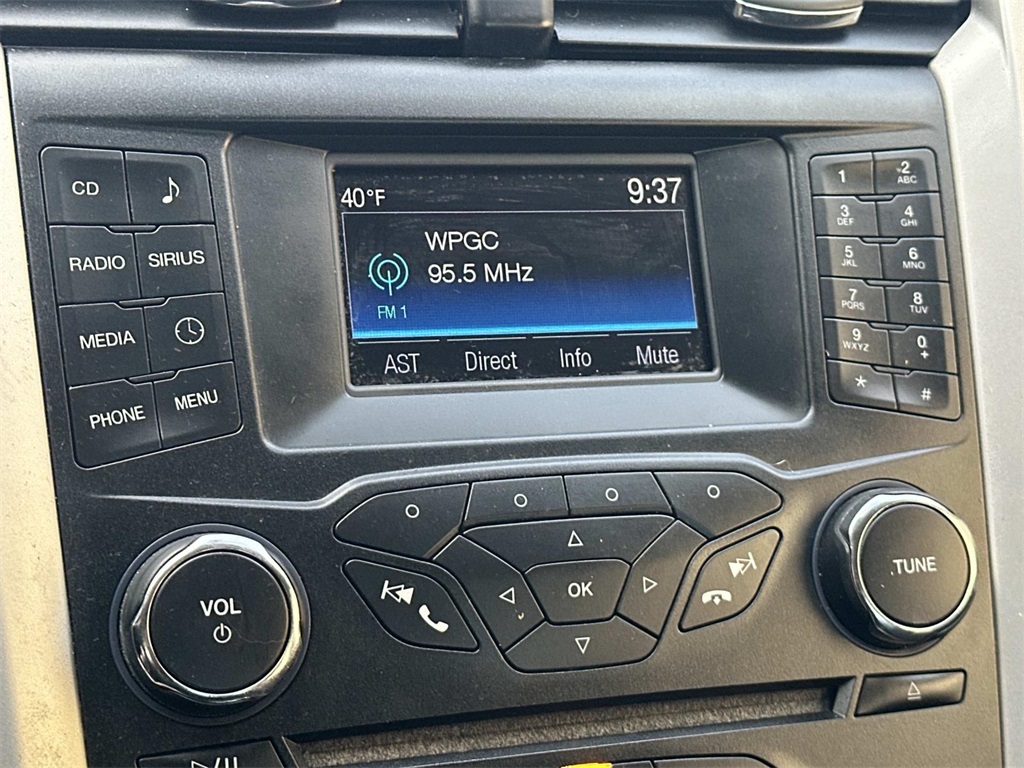 40°F 9:37
WPGC
95.5 MHz
FM 1
AST Direct Info Mute
CD
RADIO SIRIUS
MEDIA
PHONE MENU
1 2 ABC
3 DEF 4 GHI
5 JKL 6 MNO
7 PQRS 8 TUV
9 WXYZ 0 +
* #
OK
VOL
TUNE